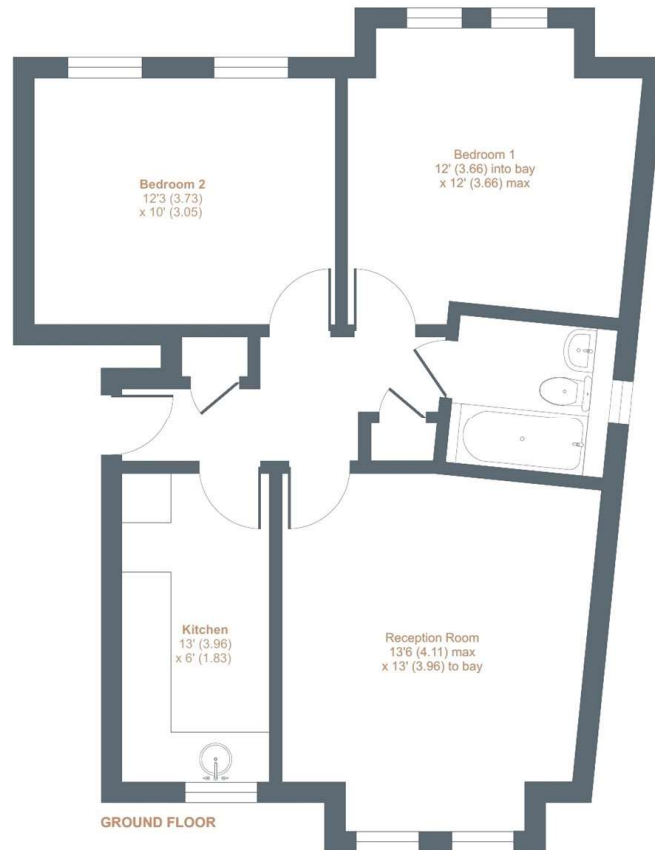 Bedroom 1
12' (3.66) into bay
x 12' (3.66) max
Bedroom 2
12'3 (3.73)
x 10' (3.05)
Kitchen
13' (3.96)
x 6' (1.83)
Reception Room
13'6 (4.11) max
x 13' (3.96) to bay
GROUND FLOOR